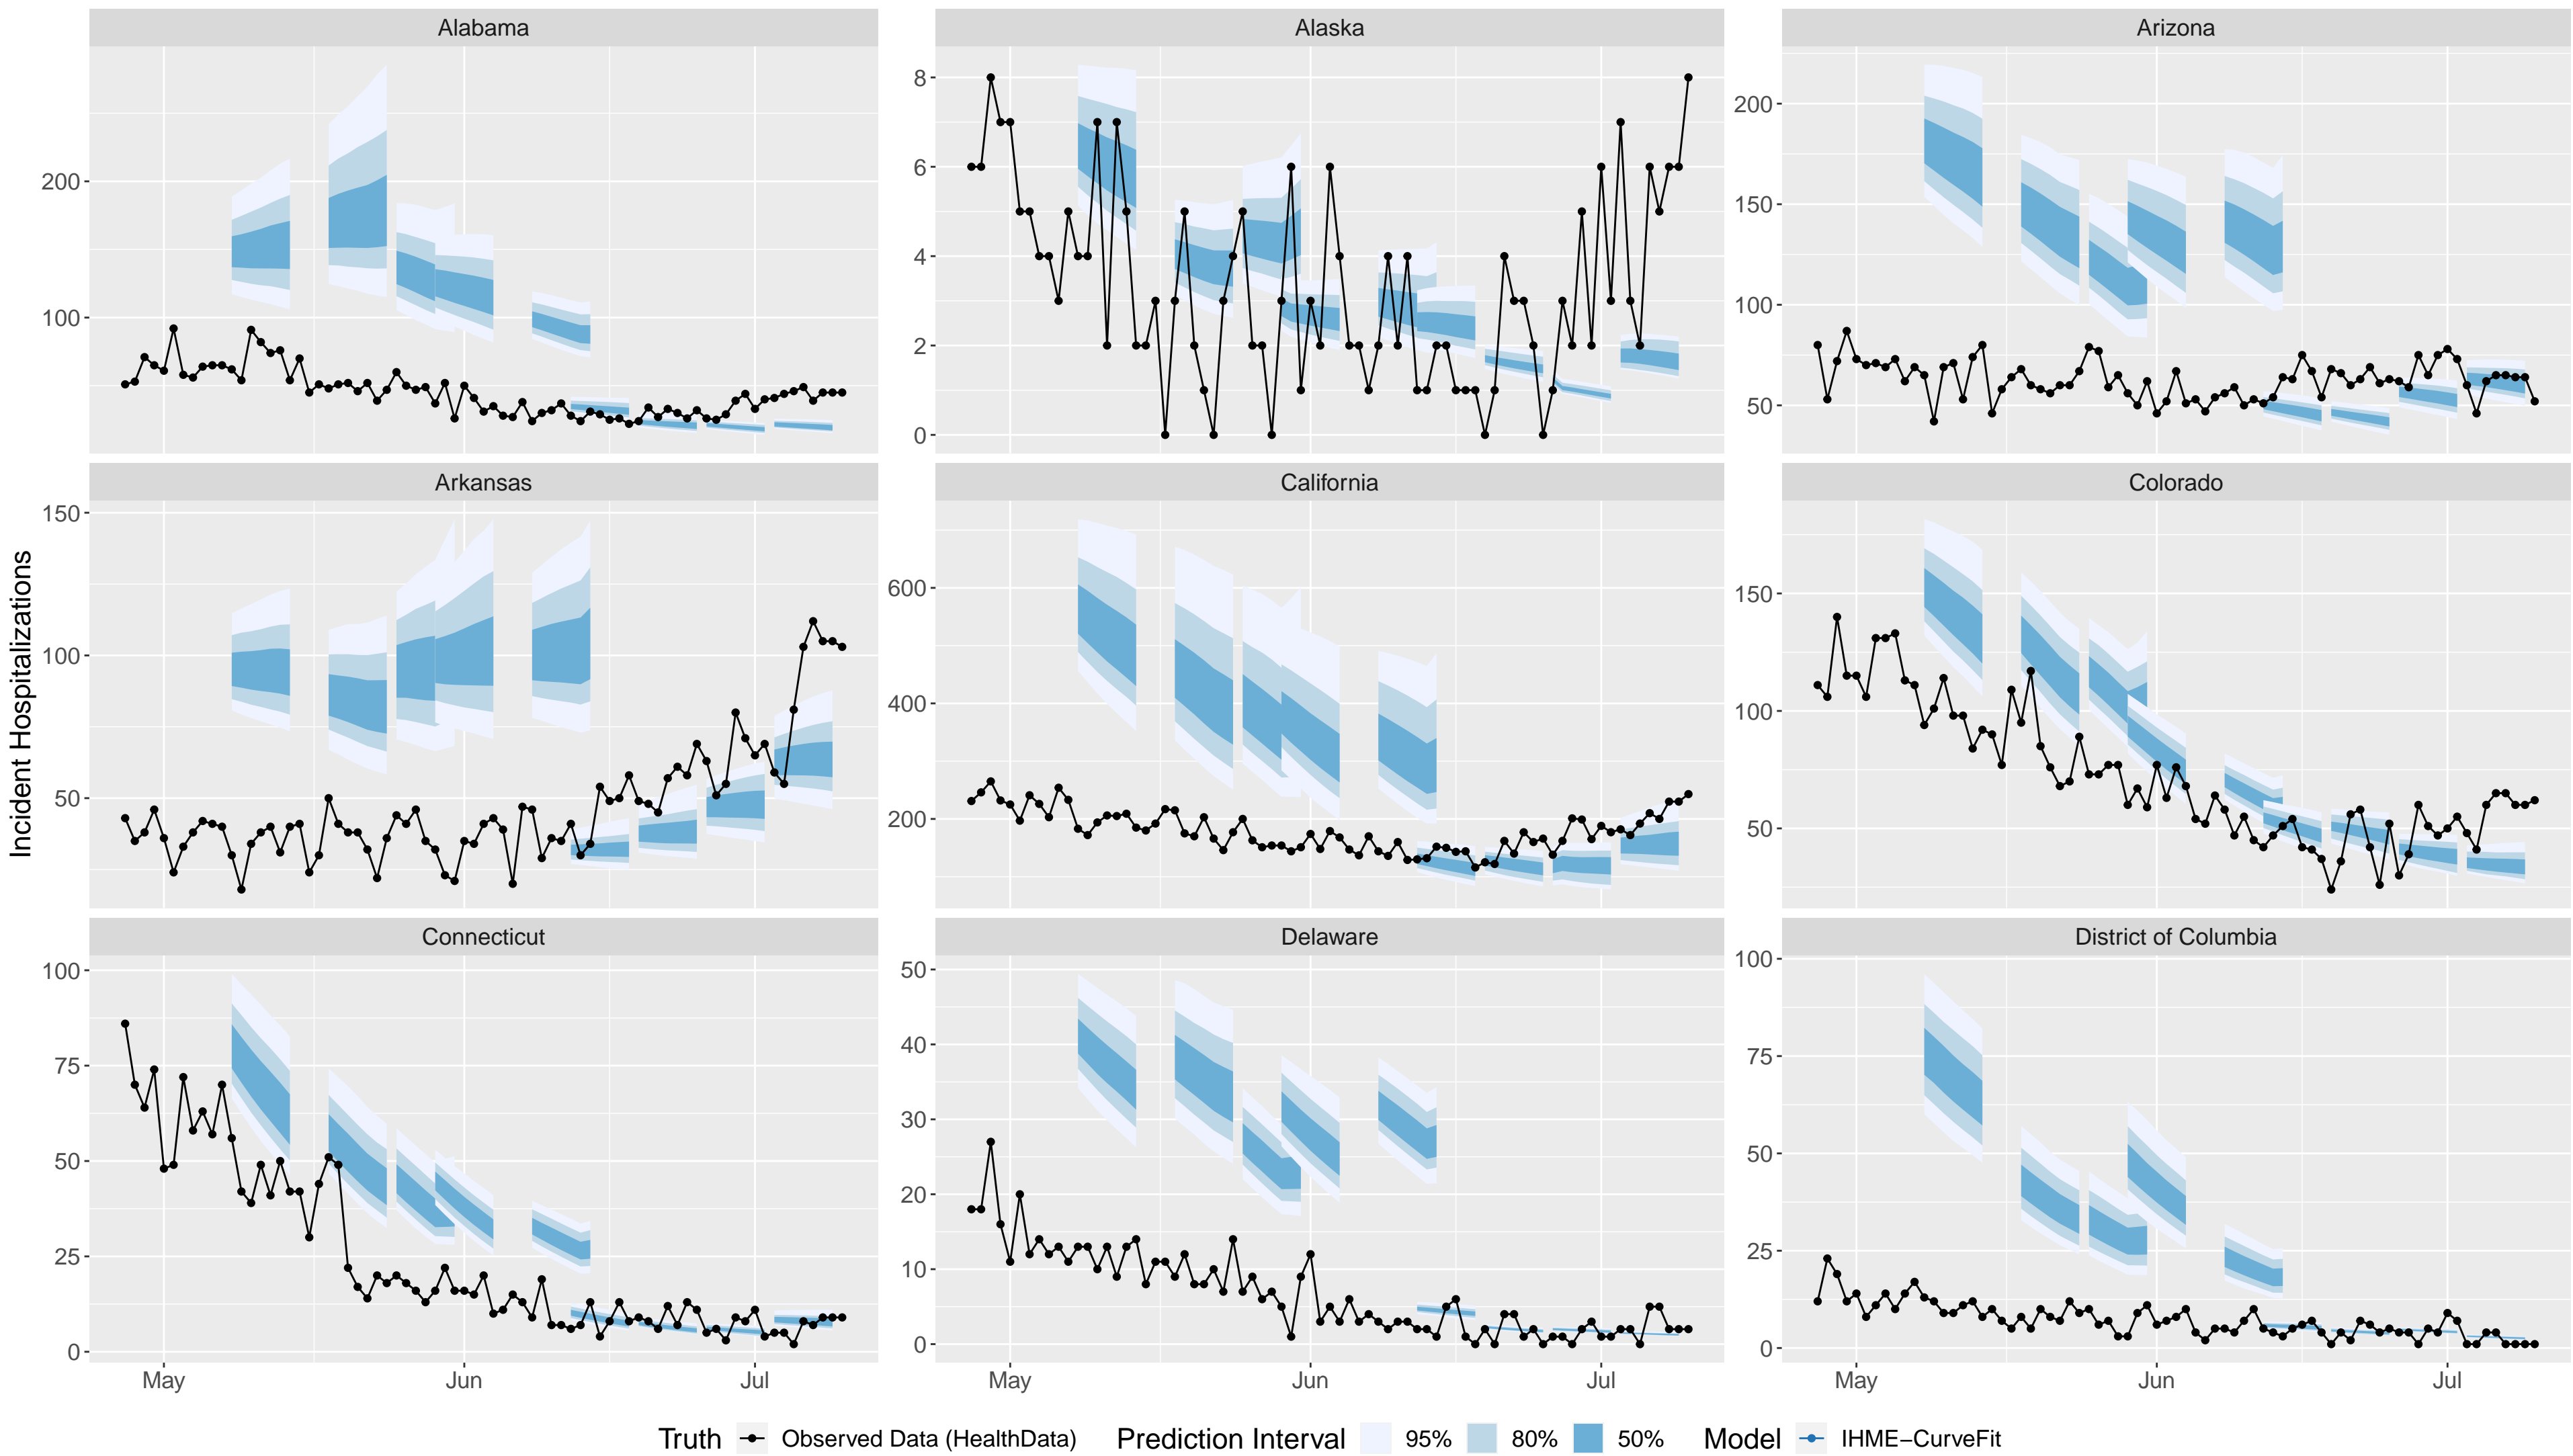 Alabama
Alaska
Arizona
200
100
8
6
4
2
0
200
150
100
50
Arkansas
California
Colorado
150
100
50
600
400
200
150
100
50
Connecticut
Delaware
District of Columbia
100
75
50
25
0
50
40
30
20
10
0
100
75
50
25
0
May
Jun
Jul
May
Jun
Jul
May
Jun
Jul
Incident Hospitalizations
Truth Observed Data (HealthData) Prediction Interval 95% 80% 50% Model IHME−CurveFit